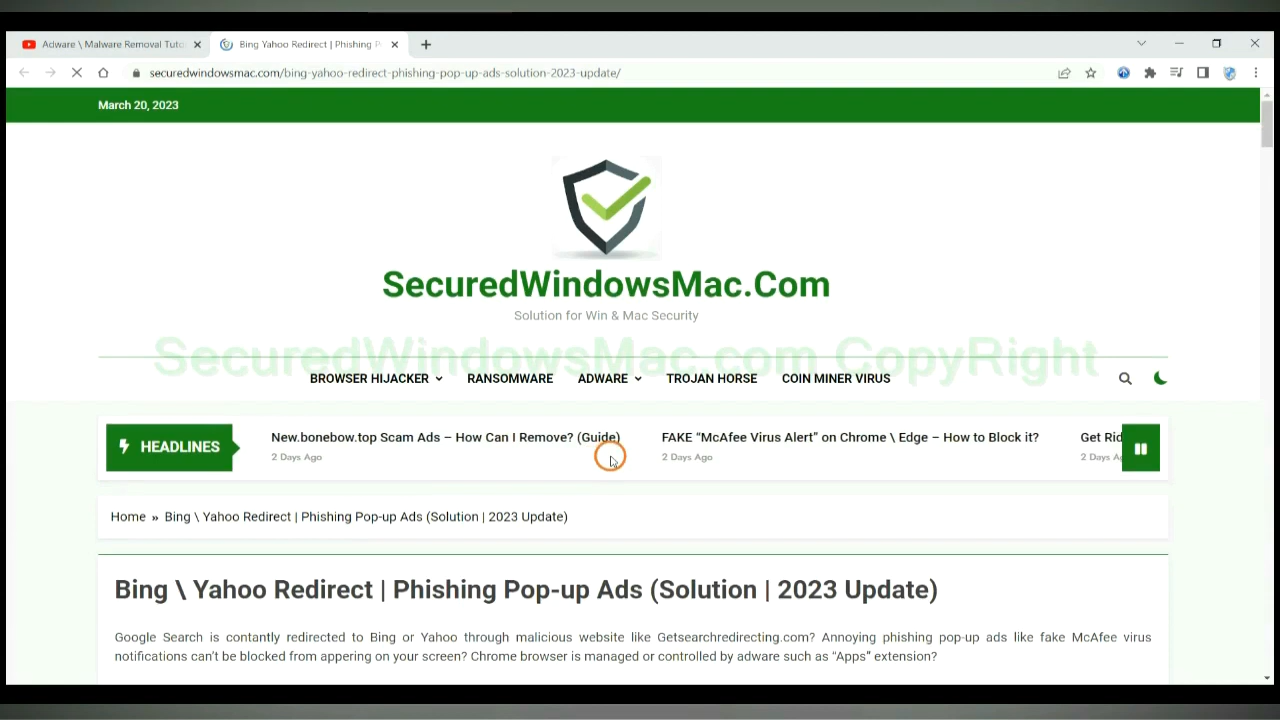 Adware \ Malware Removal Tuto
Bing Yahoo Redirect | Phishing P
securedwindowsmac.com/bing-yahoo-redirect-phishing-pop-up-ads-solution-2023-update/
March 20, 2023
SecuredWindowsMac.Com
Solution for Win & Mac Security
SecuredWindowsMac.com CopyRight
BROWSER HIJACKER RANSOMWARE ADWARE TROJAN HORSE COIN MINER VIRUS
HEADLINES
New.bonebow.top Scam Ads – How Can I Remove? (Guide)
2 Days Ago
FAKE “McAfee Virus Alert” on Chrome \ Edge – How to Block it?
2 Days Ago
Get Rid
2 Days Ag
Home » Bing \ Yahoo Redirect | Phishing Pop-up Ads (Solution | 2023 Update)
Bing \ Yahoo Redirect | Phishing Pop-up Ads (Solution | 2023 Update)
Google Search is contantly redirected to Bing or Yahoo through malicious website like Getsearchredirecting.com? Annoying phishing pop-up ads like fake McAfee virus
notifications can’t be blocked from appering on your screen? Chrome browser is managed or controlled by adware such as “Apps” extension?